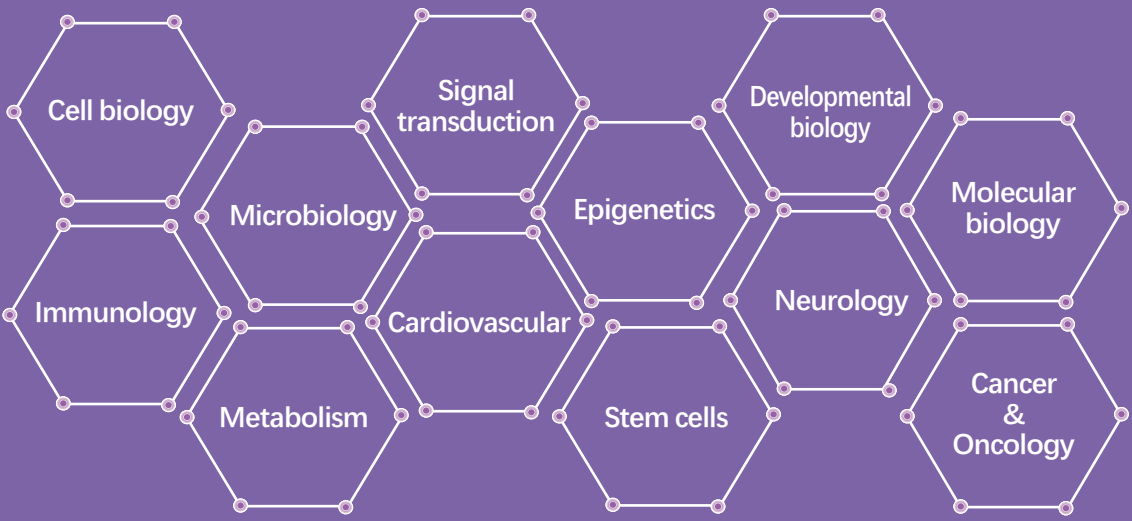 Cell biology
Signal
transduction
Developmental
biology
Microbiology
Epigenetics
Molecular
biology
Immunology
Cardiovascular
Neurology
Metabolism
Stem cells
Cancer
&
Oncology